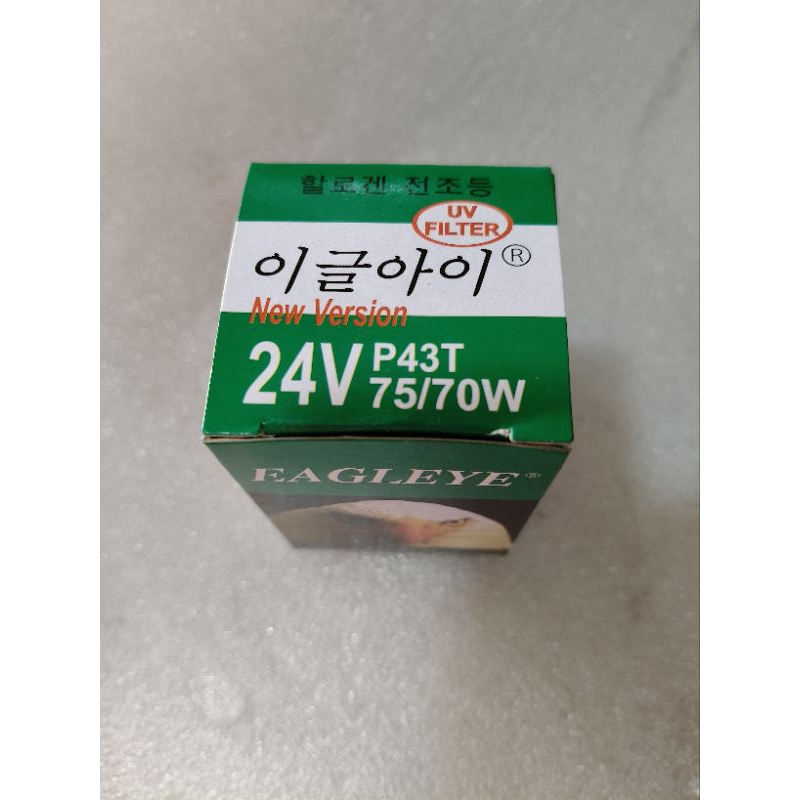 할로겐 전조등
UV
FILTER
이글아이®
New Version
24V P43T
75/70W
EAGLEYE®